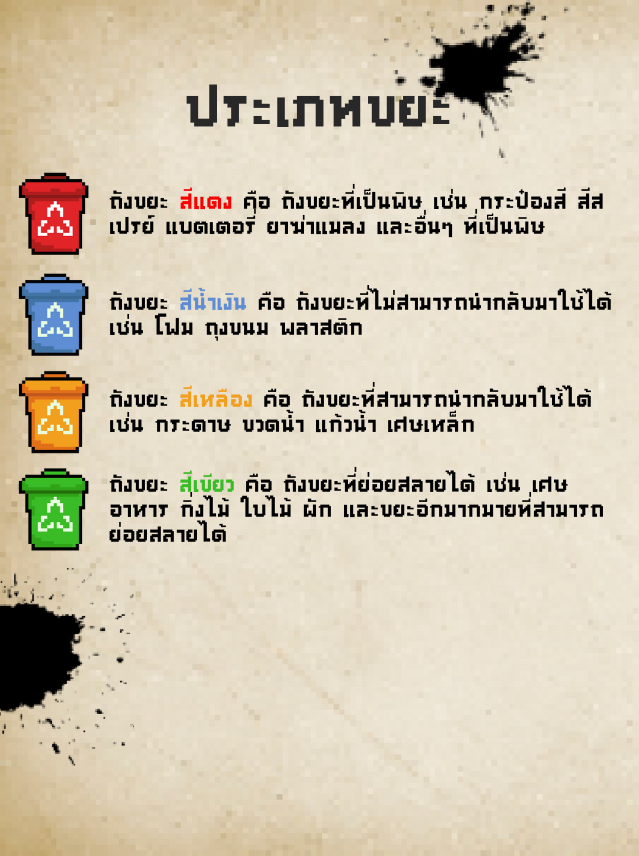 ประเภทขยะ
ถังขยะ สีแดง คือ ถังขยะที่เป็นพิษ เช่น กระป๋องสี สีส
เปรย์ แบตเตอรี่ ยาฆ่าแมลง และอื่นๆ ที่เป็นพิษ
ถังขยะ สีน้ำเงิน คือ ถังขยะที่ไม่สามารถนำกลับมาใช้ได้
เช่น โฟม ถุงขนม พลาสติก
ถังขยะ สีเหลือง คือ ถังขยะที่สามารถนำกลับมาใช้ได้
เช่น กระดาษ ขวดน้ำ แก้วน้ำ เศษเหล็ก
ถังขยะ สีเขียว คือ ถังขยะที่ย่อยสลายได้ เช่น เศษ
อาหาร กิ่งไม้ ใบไม้ ผัก และขยะอีกมากมายที่สามารถ
ย่อยสลายได้